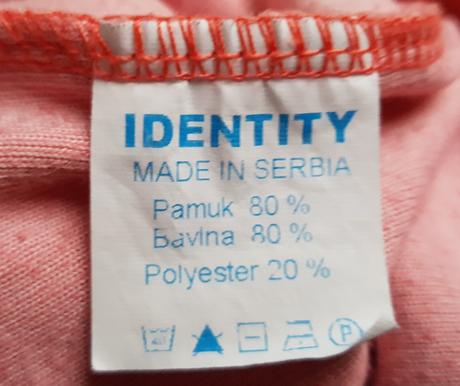 IDENTITY
MADE IN SERBIA
Pamuk 80 %
Bavlna 80 %
Polyester 20 %
P